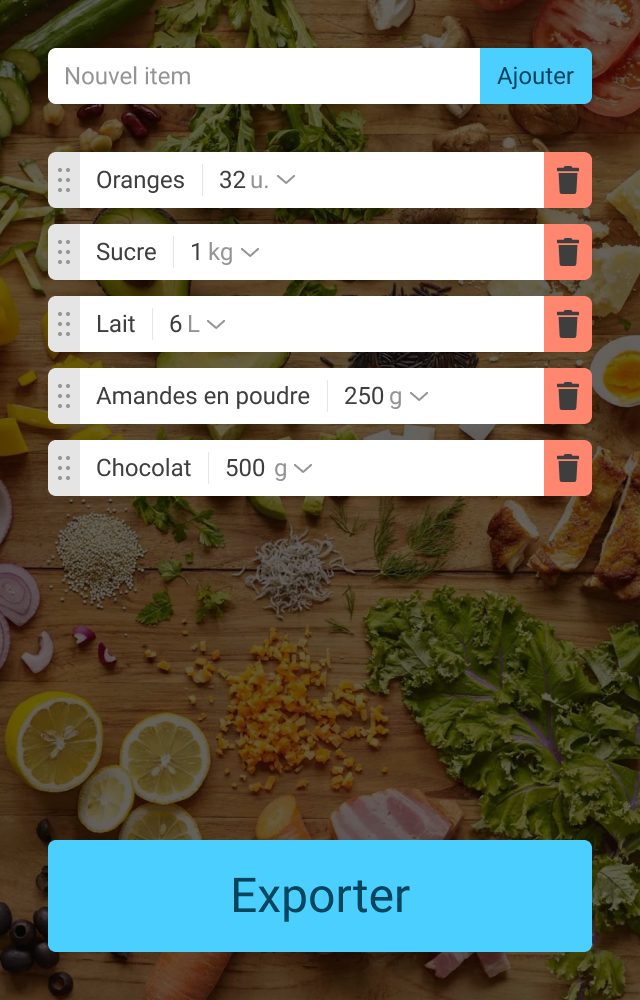 Nouvel item Ajouter
Oranges 32 u.
Sucre 1 kg
Lait 6 L
Amandes en poudre 250 g
Chocolat 500 g
Exporter